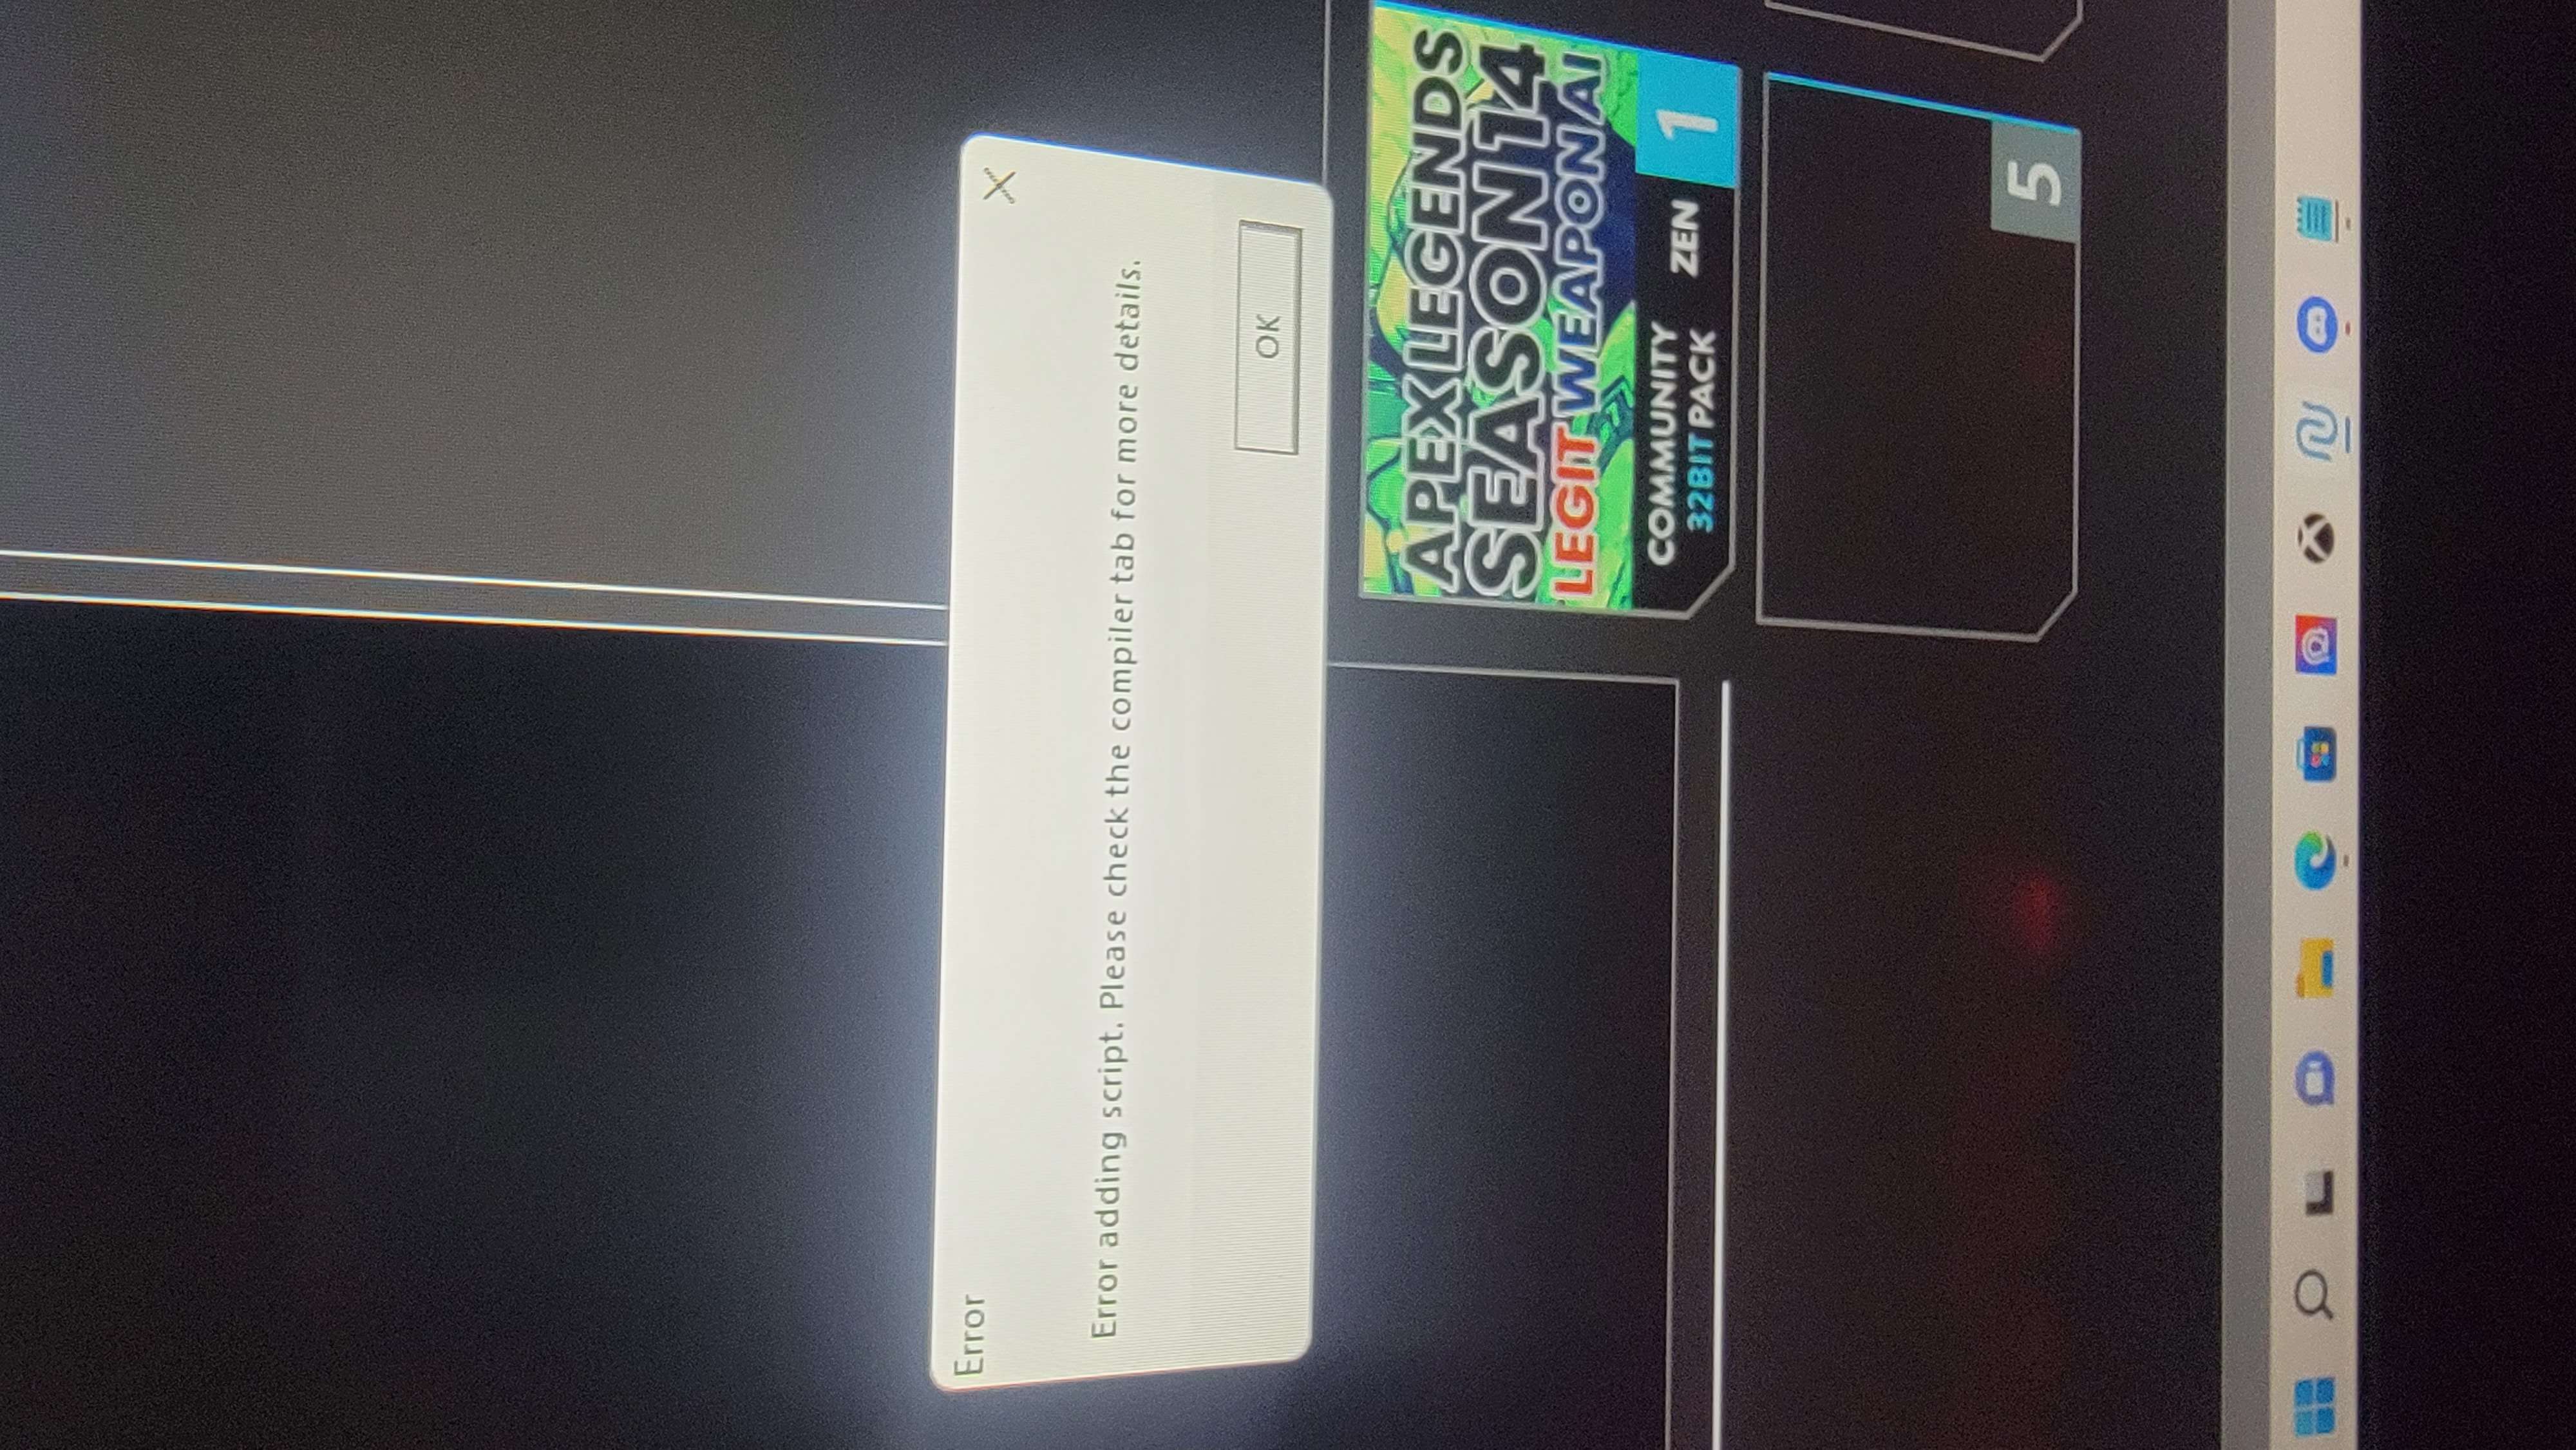 Error
Error adding script. Please check the compiler tab for more details.
OK
APEX LEGENDS
SEASON 14
LEGIT WEAPON AI
COMMUNITY
32BIT PACK
ZEN
1
5